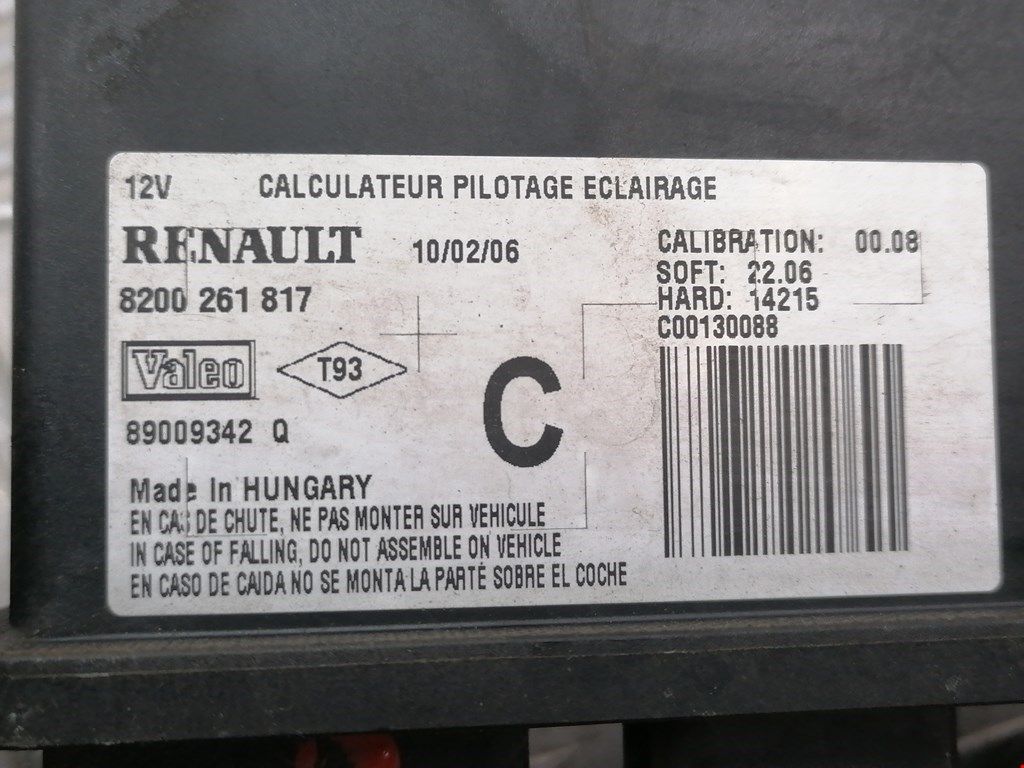 12V CALCULATEUR PILOTAGE ECLAIRAGE
RENAULT 10/02/06
8200 261 817
CALIBRATION: 00.08
SOFT: 22.06
HARD: 14215
C00130088
Valeo T93
C
89009342 Q
Made In HUNGARY
EN CAS DE CHUTE, NE PAS MONTER SUR VEHICULE
IN CASE OF FALLING, DO NOT ASSEMBLE ON VEHICLE
EN CASO DE CAIDA NO SE MONTA LA PARTÉ SOBRE EL COCHE